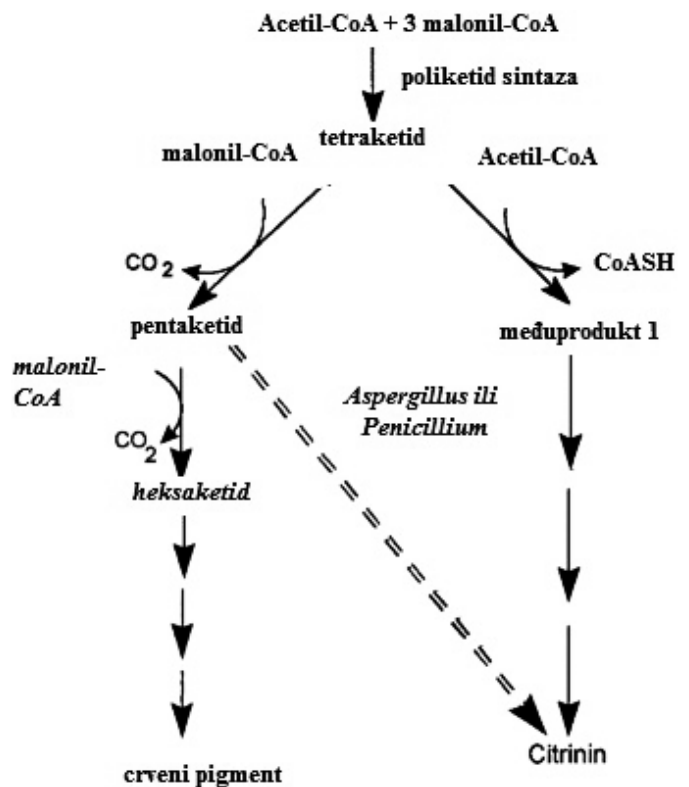 Acetil-CoA + 3 malonil-CoA
poliketid sintaza
tetraketid
malonil-CoA
Acetil-CoA
CO2
CoASH
pentaketid
međuprodukt 1
malonil-
CoA
Aspergillus ili
Penicillium
CO2
heksaketid
Citrinin
crveni pigment